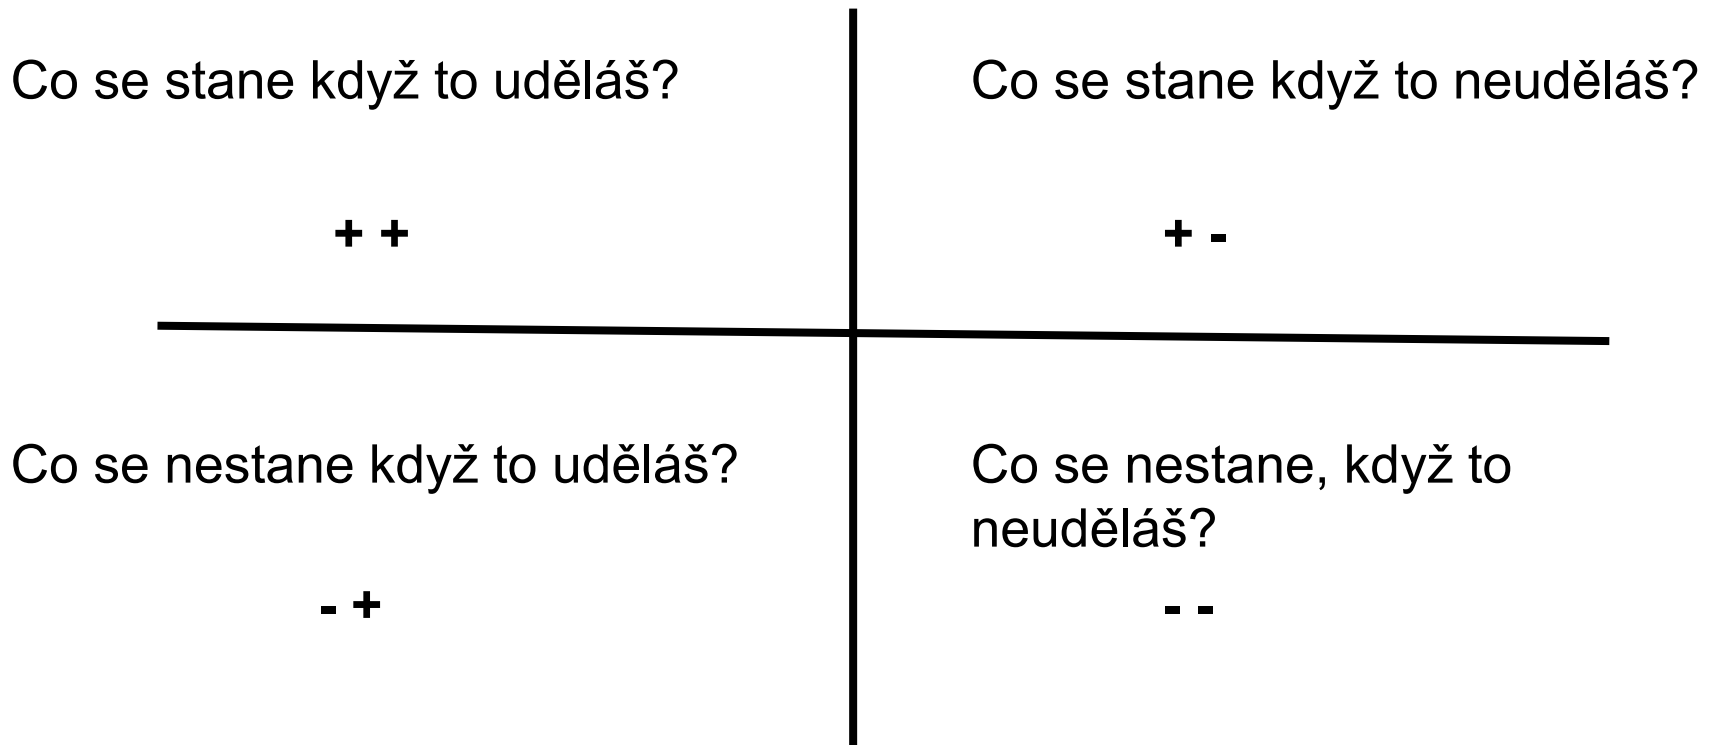 Co se stane když to uděláš?
Co se stane když to neuděláš?
+ +
+ -
Co se nestane když to uděláš?
Co se nestane, když to
neuděláš?
- +
- -